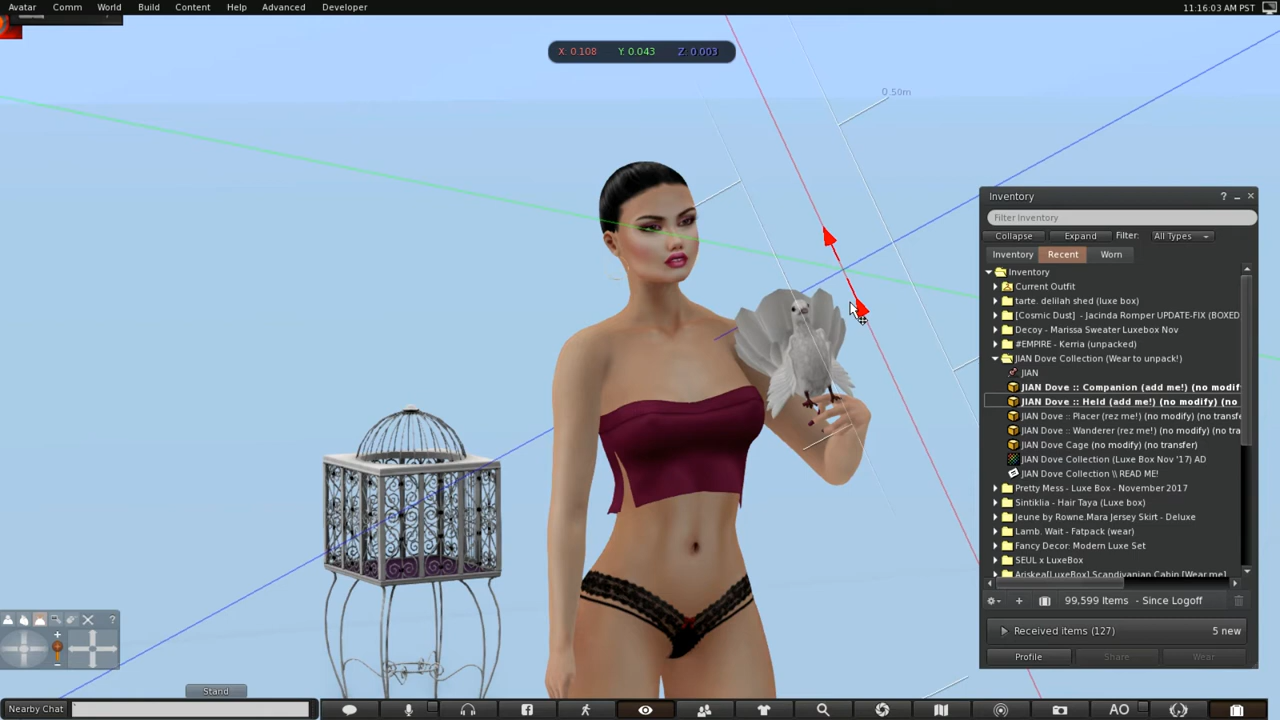 Avatar Comm World Build Content Help Advanced Developer 11:16:03 AM PST
X: 0.108 Y: 0.043 Z: 0.003
0.50m
Inventory ?
Filter Inventory
Collapse Expand Filter: All Types
Inventory Recent Worn
Inventory
Current Outfit
tarte. delilah shed (luxe box)
[Cosmic Dust] - Jacinda Romper UPDATE-FIX (BOXED
Decoy - Marissa Sweater Luxebox Nov
#EMPIRE - Kerria (unpacked)
JIAN Dove Collection (Wear to unpack!)
JIAN
JIAN Dove :: Companion (add me!) (no modif
JIAN Dove :: Held (add me!) (no modify) (no
JIAN Dove :: Placer (rez me!) (no modify) (no transfe
JIAN Dove :: Wanderer (rez me!) (no modify) (no tra
JIAN Dove Cage (no modify) (no transfer)
JIAN Dove Collection (Luxe Box Nov '17) AD
JIAN Dove Collection \\ READ ME!
Pretty Mess - Luxe Box - November 2017
Sintiklia - Hair Taya (Luxe box)
Jeune by Rowne.Mara Jersey Skirt - Deluxe
Lamb. Wait - Fatpack (wear)
Fancy Decor: Modern Luxe Set
SEUL x LuxeBox
Ariskea[LuxeBox] Scandivanian Cabin [Wear me]
99,599 Items - Since Logoff
Received items (127) 5 new
Profile Share Wear
?
Stand
Nearby Chat AO